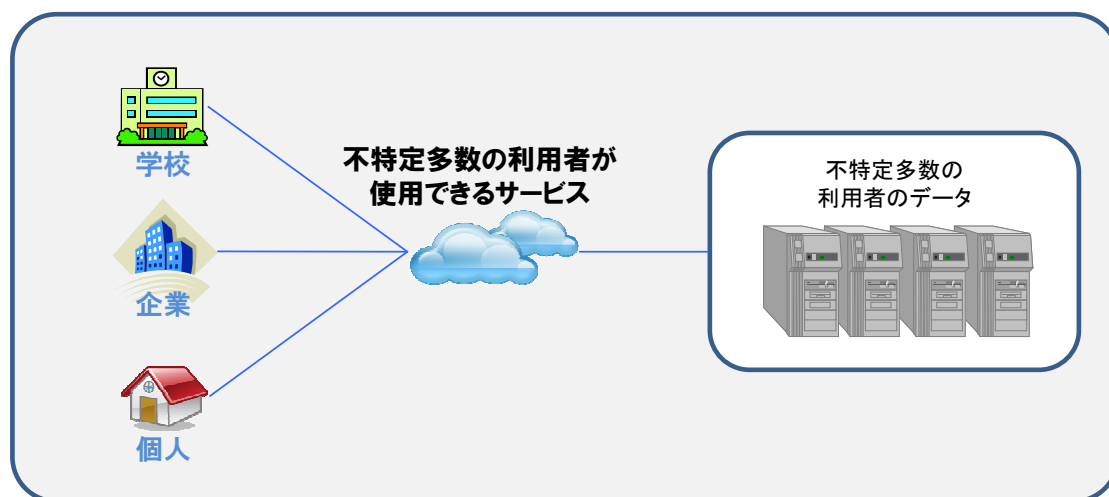 学校
企業
個人
不特定多数の利用者が
使用できるサービス
不特定多数の
利用者のデータ